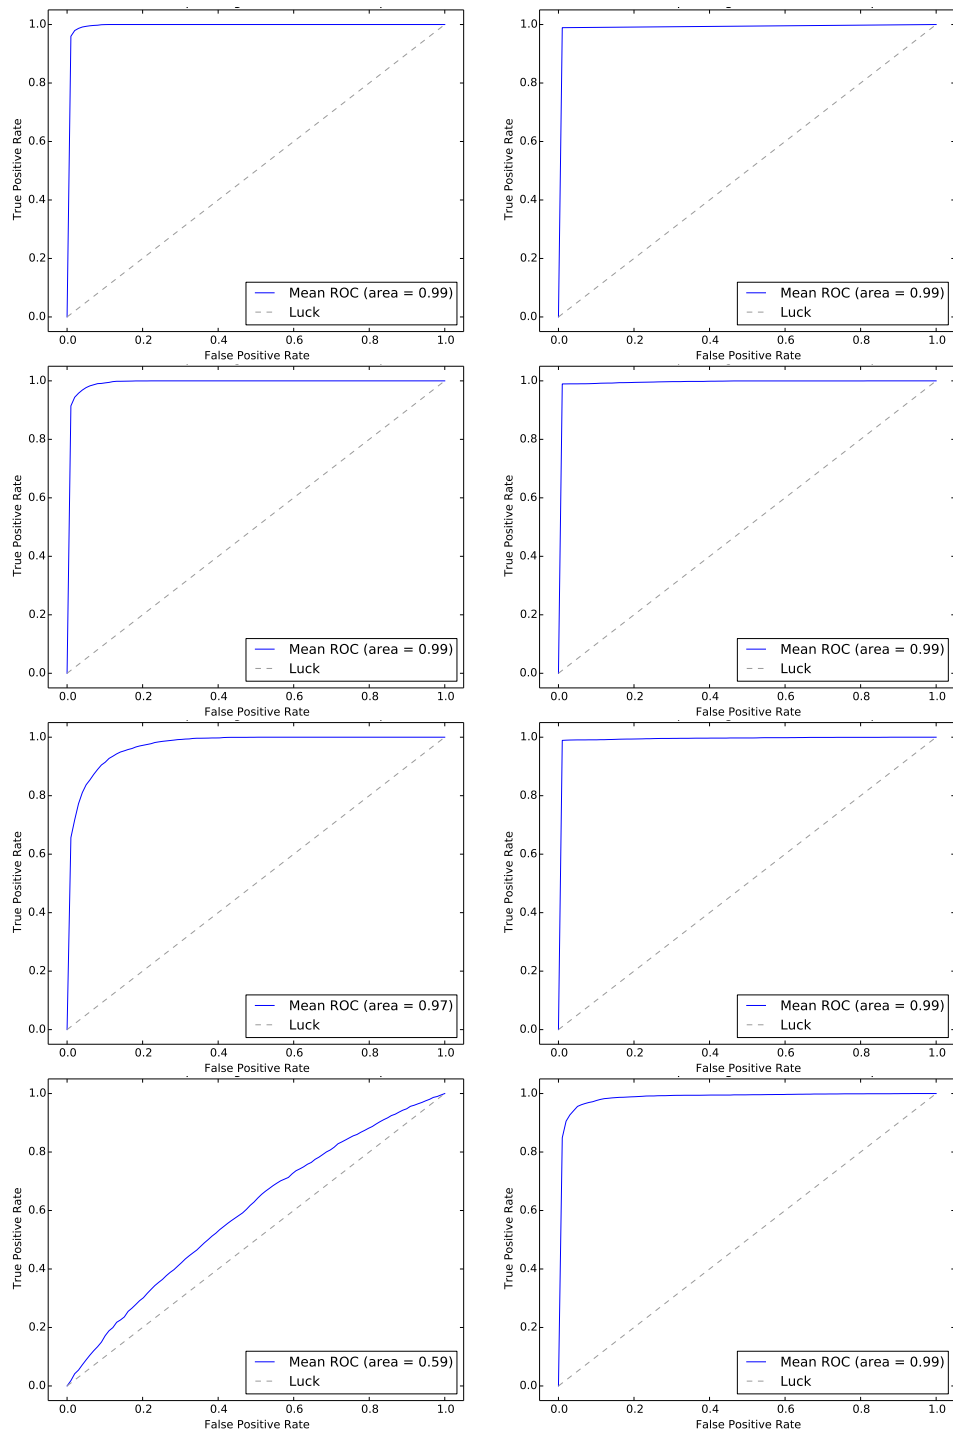 1.0
0.8
0.6
0.4
0.2
0.0
True Positive Rate
Mean ROC (area = 0.99)
Luck
0.0 0.2 0.4 0.6 0.8 1.0
False Positive Rate
1.0
0.8
0.6
0.4
0.2
0.0
True Positive Rate
Mean ROC (area = 0.99)
Luck
0.0 0.2 0.4 0.6 0.8 1.0
False Positive Rate
1.0
0.8
0.6
0.4
0.2
0.0
True Positive Rate
Mean ROC (area = 0.99)
Luck
0.0 0.2 0.4 0.6 0.8 1.0
False Positive Rate
1.0
0.8
0.6
0.4
0.2
0.0
True Positive Rate
Mean ROC (area = 0.99)
Luck
0.0 0.2 0.4 0.6 0.8 1.0
False Positive Rate
1.0
0.8
0.6
0.4
0.2
0.0
True Positive Rate
Mean ROC (area = 0.97)
Luck
0.0 0.2 0.4 0.6 0.8 1.0
False Positive Rate
1.0
0.8
0.6
0.4
0.2
0.0
True Positive Rate
Mean ROC (area = 0.99)
Luck
0.0 0.2 0.4 0.6 0.8 1.0
False Positive Rate
1.0
0.8
0.6
0.4
0.2
0.0
True Positive Rate
Mean ROC (area = 0.59)
Luck
0.0 0.2 0.4 0.6 0.8 1.0
False Positive Rate
1.0
0.8
0.6
0.4
0.2
0.0
True Positive Rate
Mean ROC (area = 0.99)
Luck
0.0 0.2 0.4 0.6 0.8 1.0
False Positive Rate